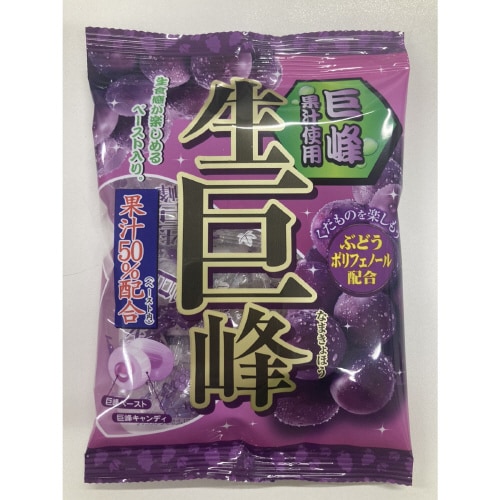 生食感が楽しめる
ペースト入り。
生巨峰
なまきょほう
巨峰
果汁使用
くだものを楽しもう
ぶどう
ポリフェノール
配合
果汁
50%配合
(ペースト中)
巨峰ペースト
巨峰キャンディ